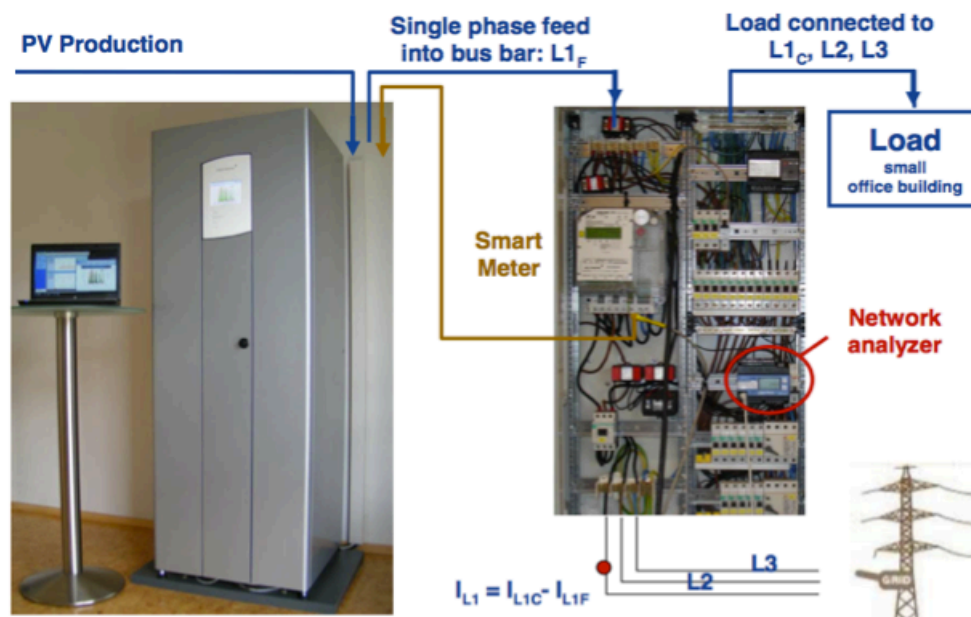 PV Production
Single phase feed
into bus bar: L1F
Load connected to
L1C, L2, L3
Load
small
office building
Smart
Meter
Network
analyzer
L3
L2
IL1 = IL1C- IL1F
GRID